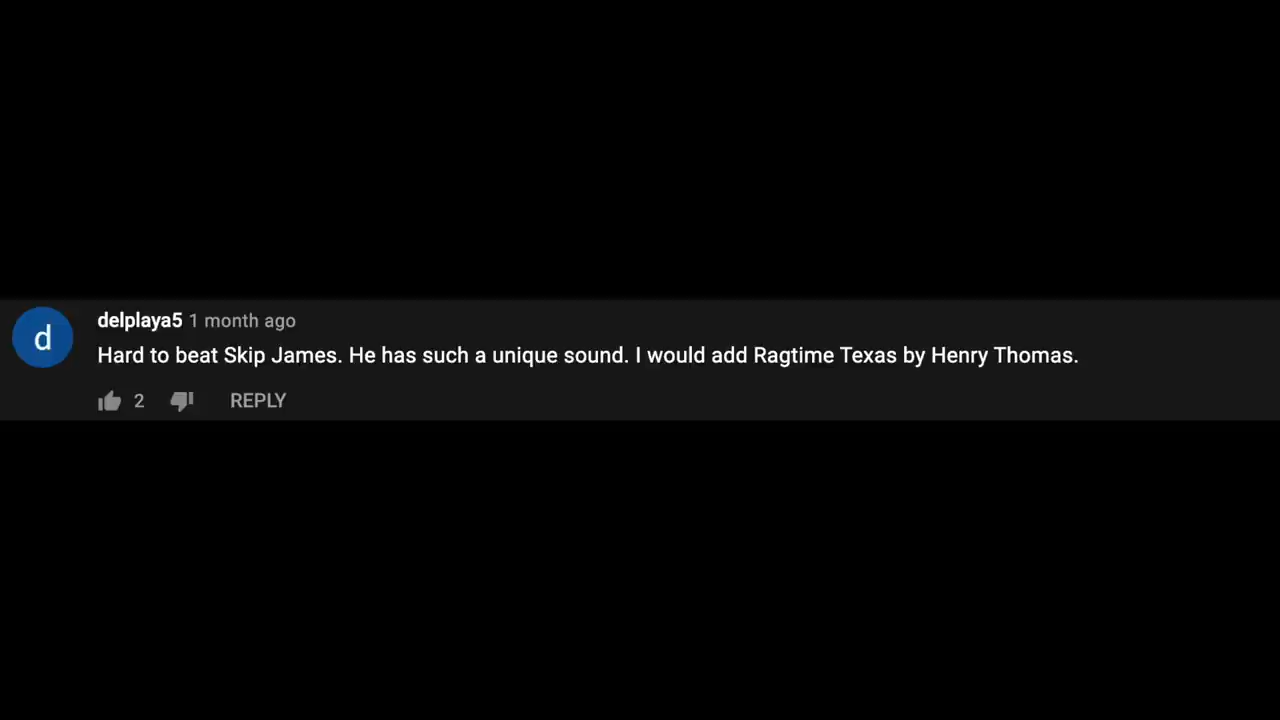 d
delplaya5 1 month ago
Hard to beat Skip James. He has such a unique sound. I would add Ragtime Texas by Henry Thomas.
2 REPLY